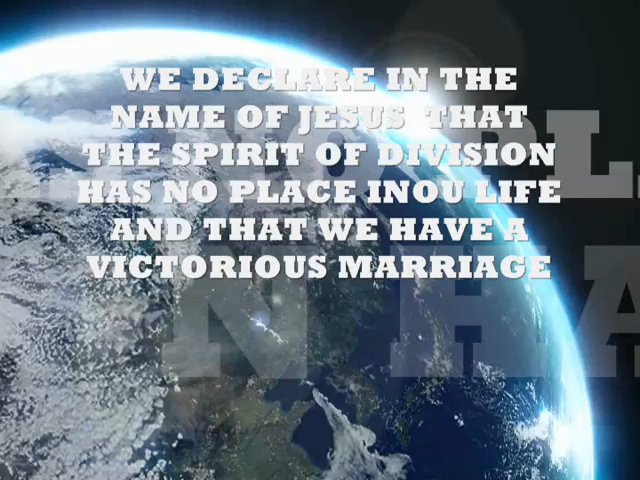 WE DECLARE IN THE
NAME OF JESUS THAT
THE SPIRIT OF DIVISION
HAS NO PLACE INOU LIFE
AND THAT WE HAVE A
VICTORIOUS MARRIAGE